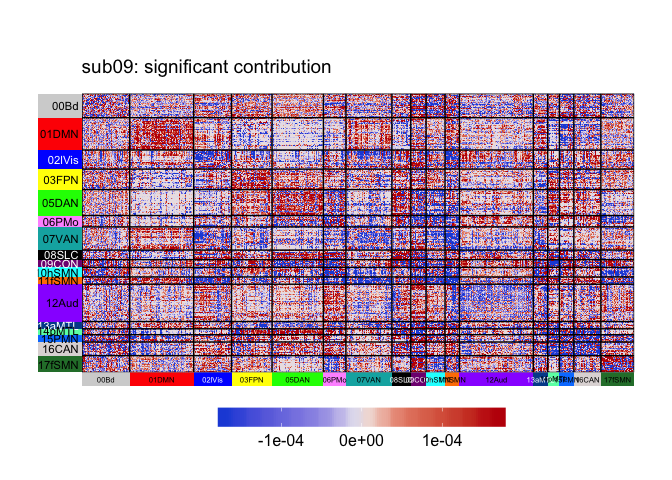 sub09: significant contribution
00Bd
01DMN
02lVis
03FPN
05DAN
06PMo
07VAN
08SLC
09CON
0hSMN
11fSMN
12Aud
13aMTL
14pMTL
15PMN
16CAN
17fSMN
00Bd 01DMN 02lVis 03FPN 05DAN 06PMo 07VAN 12Aud 16CAN 17fSMN
-1e-04 0e+00 1e-04